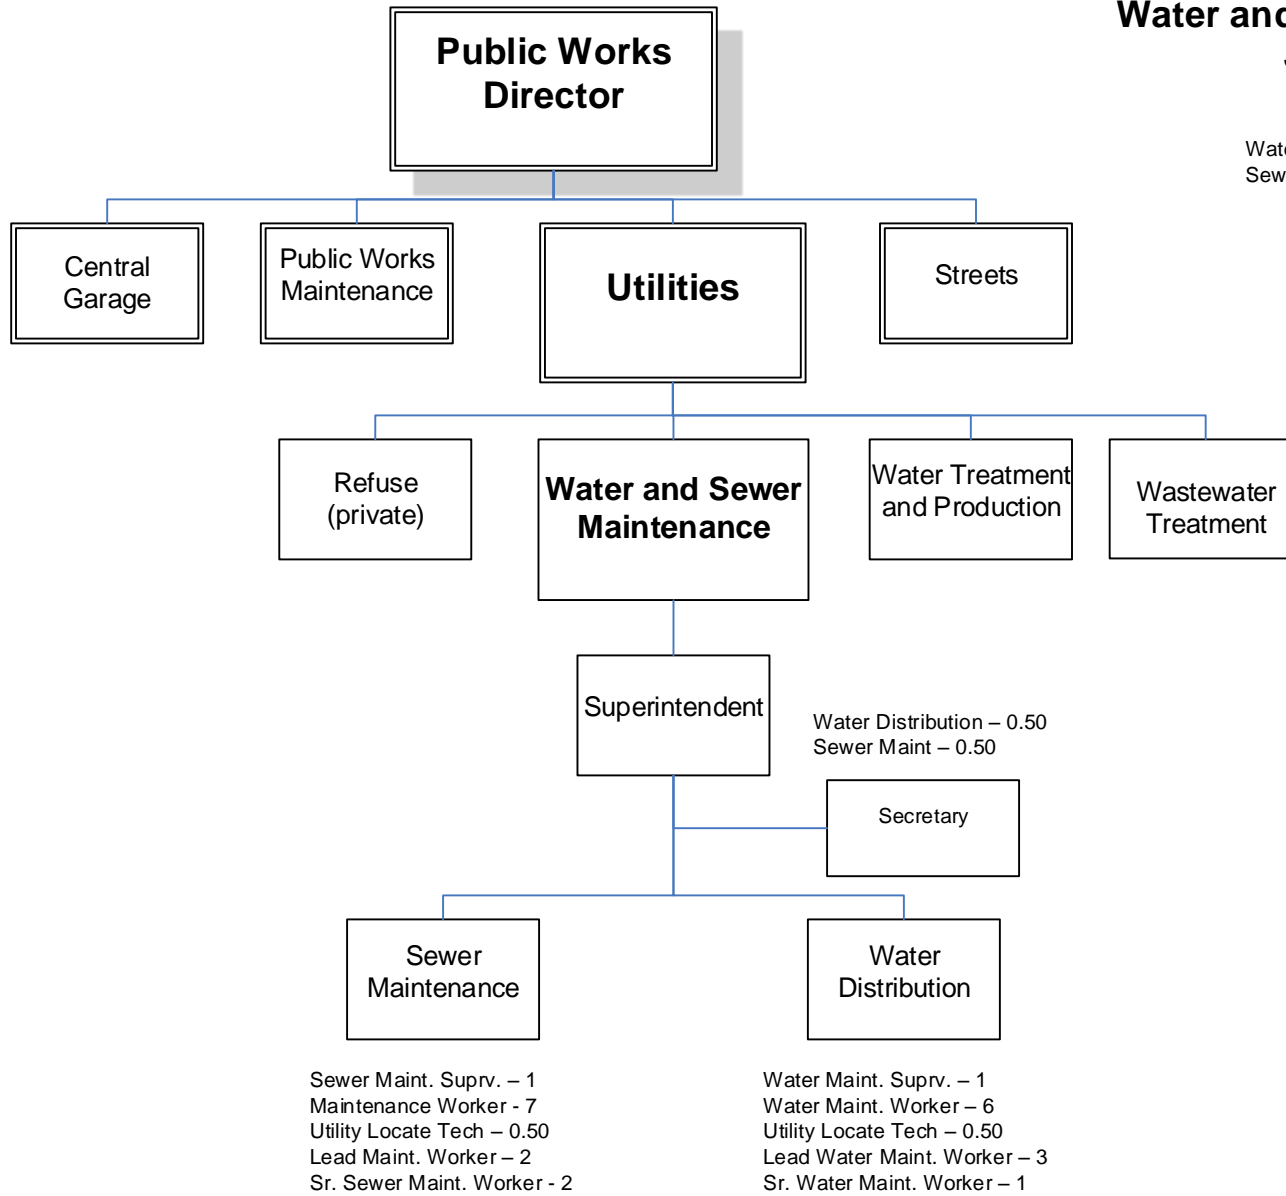 Water and
Public Works
Director
Central
Garage
Public Works
Maintenance
Utilities
Streets
Refuse
(private)
Water and Sewer
Maintenance
Water Treatment
and Production
Wastewater
Treatment
Superintendent
Water Distribution – 0.50
Sewer Maint – 0.50
Secretary
Sewer
Maintenance
Water
Distribution
Sewer Maint. Suprv. – 1
Maintenance Worker - 7
Utility Locate Tech – 0.50
Lead Maint. Worker – 2
Sr. Sewer Maint. Worker - 2
Water Maint. Suprv. – 1
Water Maint. Worker – 6
Utility Locate Tech – 0.50
Lead Water Maint. Worker – 3
Sr. Water Maint. Worker – 1